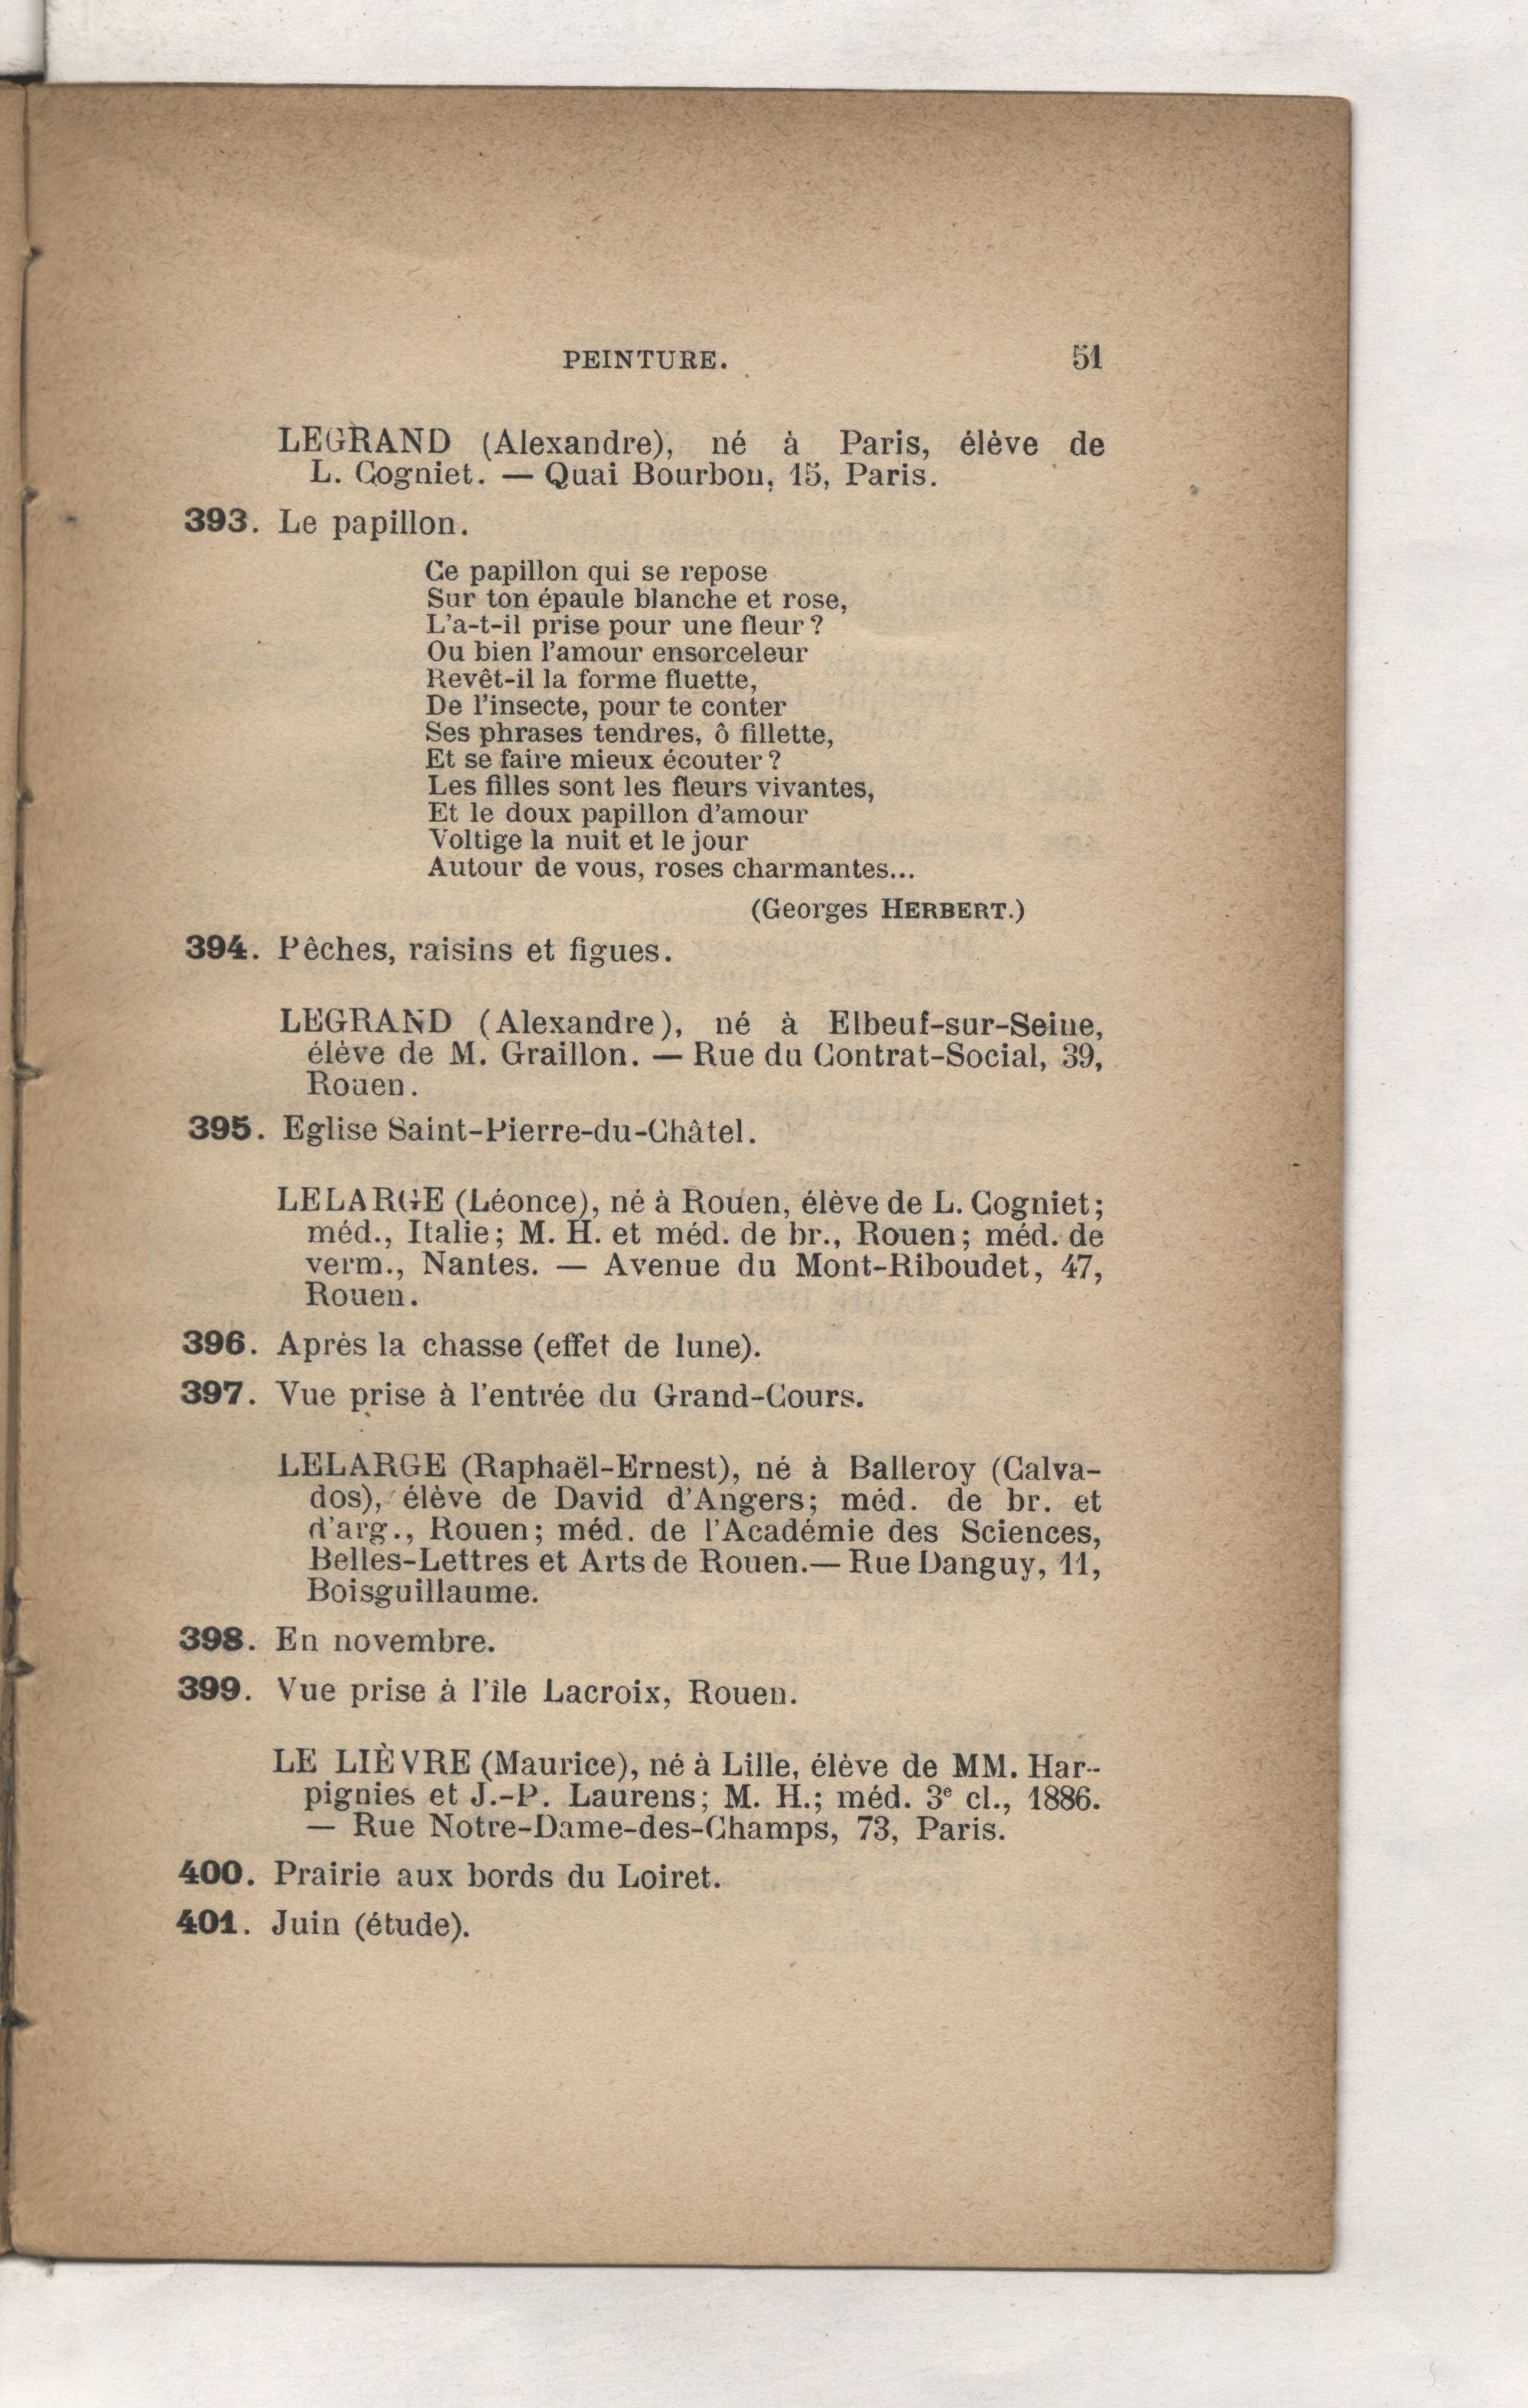 PEINTURE. 51
LEGRAND (Alexandre), né à Paris, élève de
L. Cogniet. — Quai Bourbon, 15, Paris.
393. Le papillon.
Ce papillon qui se repose
Sur ton épaule blanche et rose,
L'a-t-il prise pour une fleur ?
Ou bien l'amour ensorceleur
Revêt-il la forme fluette,
De l'insecte, pour te conter
Ses phrases tendres, ô fillette,
Et se faire mieux écouter ?
Les filles sont les fleurs vivantes,
Et le doux papillon d'amour
Voltige la nuit et le jour
Autour de vous, roses charmantes...
(Georges HERBERT.)
394. Pêches, raisins et figues.
LEGRAND (Alexandre), né à Elbeuf-sur-Seine,
élève de M. Graillon. — Rue du Contrat-Social, 39,
Rouen.
395. Eglise Saint-Pierre-du-Châtel.
LELARGE (Léonce), né à Rouen, élève de L. Cogniet;
méd., Italie; M. H. et méd. de br., Rouen; méd. de
verm., Nantes. — Avenue du Mont-Riboudet, 47,
Rouen.
396. Après la chasse (effet de lune).
397. Vue prise à l'entrée du Grand-Cours.
LELARGE (Raphaël-Ernest), né à Balleroy (Calva-
dos), élève de David d'Angers; méd. de br. et
d'arg., Rouen; méd. de l'Académie des Sciences,
Belles-Lettres et Arts de Rouen.— Rue Danguy, 11,
Boisguillaume.
398. En novembre.
399. Vue prise à l'île Lacroix, Rouen.
LE LIÈVRE (Maurice), né à Lille, élève de MM. Har-
pignies et J.-P. Laurens; M. H.; méd. 3e cl., 1886.
— Rue Notre-Dame-des-Champs, 73, Paris.
400. Prairie aux bords du Loiret.
401. Juin (étude).